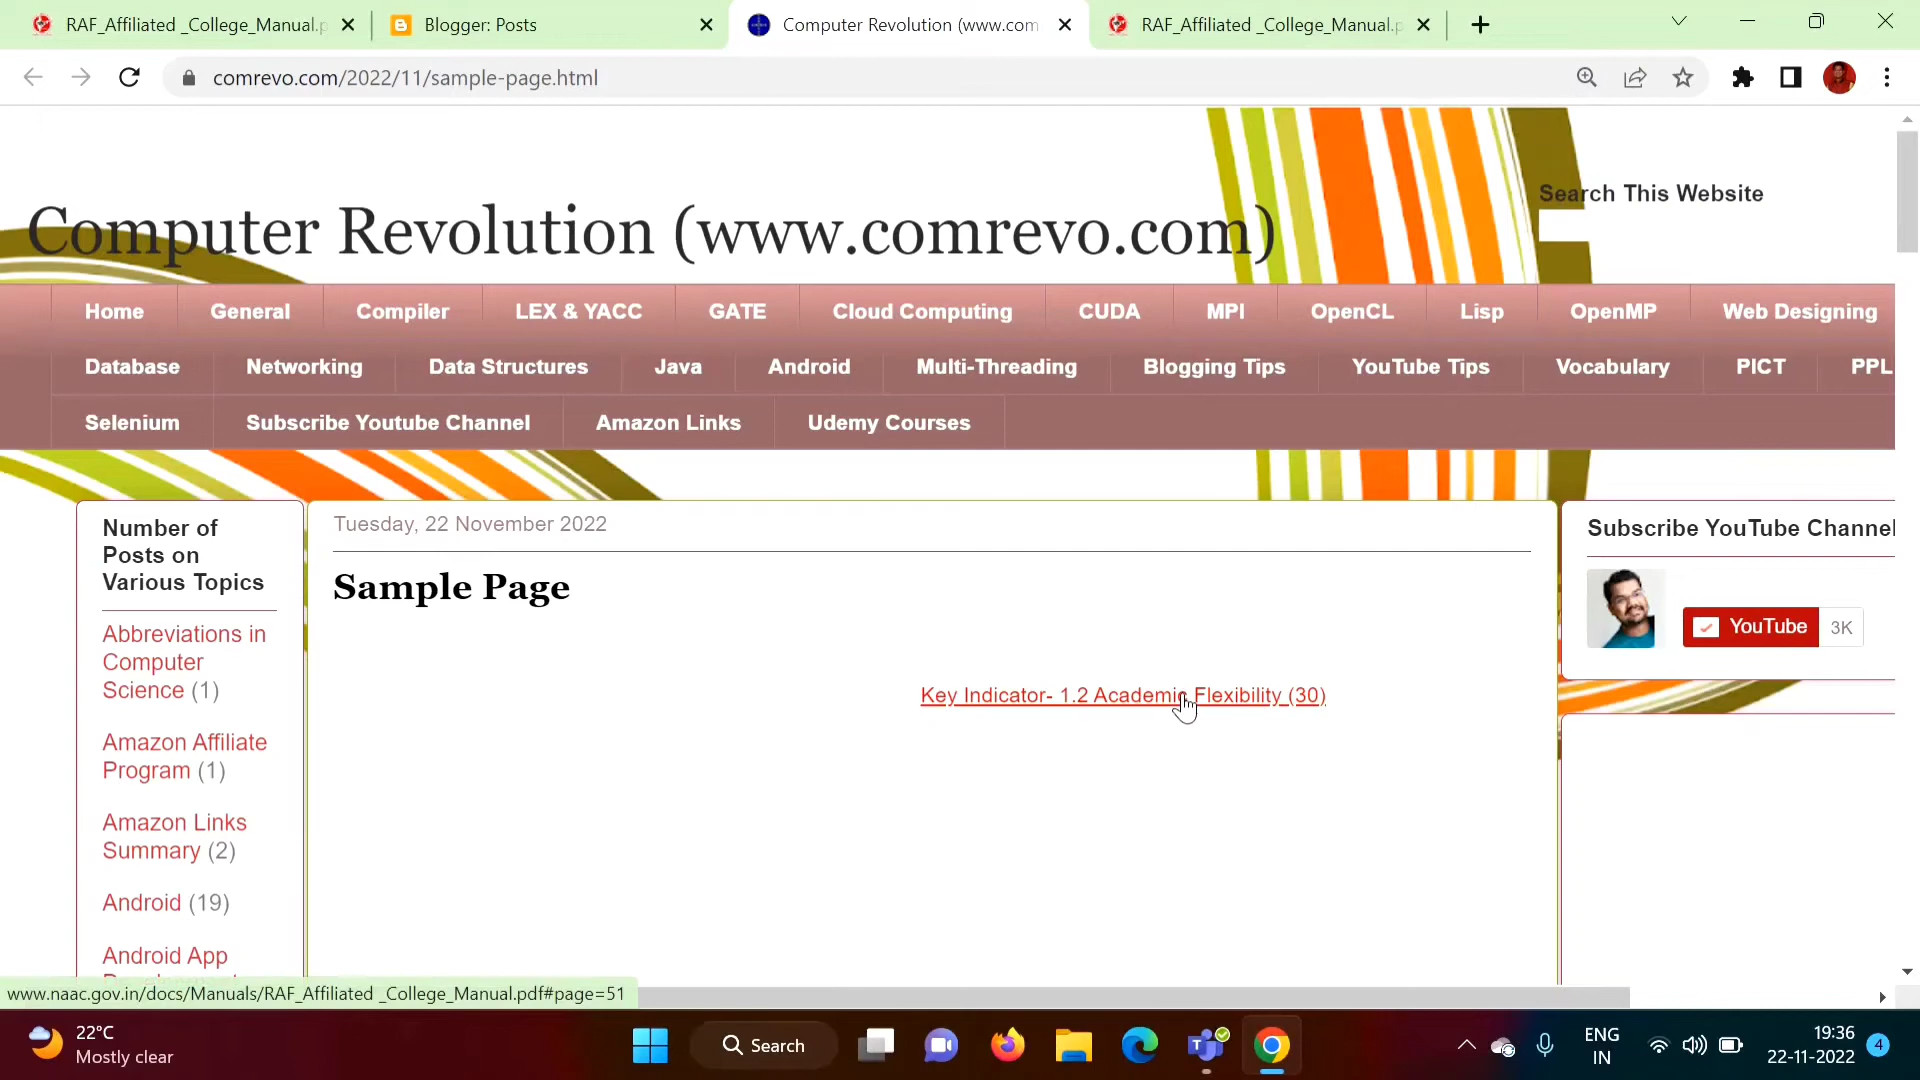 RAF_Affiliated _College_Manual.p
Blogger: Posts
Computer Revolution (www.com
RAF_Affiliated _College_Manual.p
comrevo.com/2022/11/sample-page.html
Search This Website
Computer Revolution (www.comrevo.com)
Home General Compiler LEX & YACC GATE Cloud Computing CUDA MPI OpenCL Lisp OpenMP Web Designing
Database Networking Data Structures Java Android Multi-Threading Blogging Tips YouTube Tips Vocabulary PICT PPL
Selenium Subscribe Youtube Channel Amazon Links Udemy Courses
Number of
Posts on
Various Topics
Abbreviations in
Computer
Science (1)
Amazon Affiliate
Program (1)
Amazon Links
Summary (2)
Android (19)
Android App
Tuesday, 22 November 2022
Sample Page
Key Indicator- 1.2 Academic Flexibility (30)
Subscribe YouTube Channel
YouTube 3K
www.naac.gov.in/docs/Manuals/RAF_Affiliated _College_Manual.pdf#page=51
22°C
Mostly clear
Search
ENG
IN
19:36
22-11-2022
4